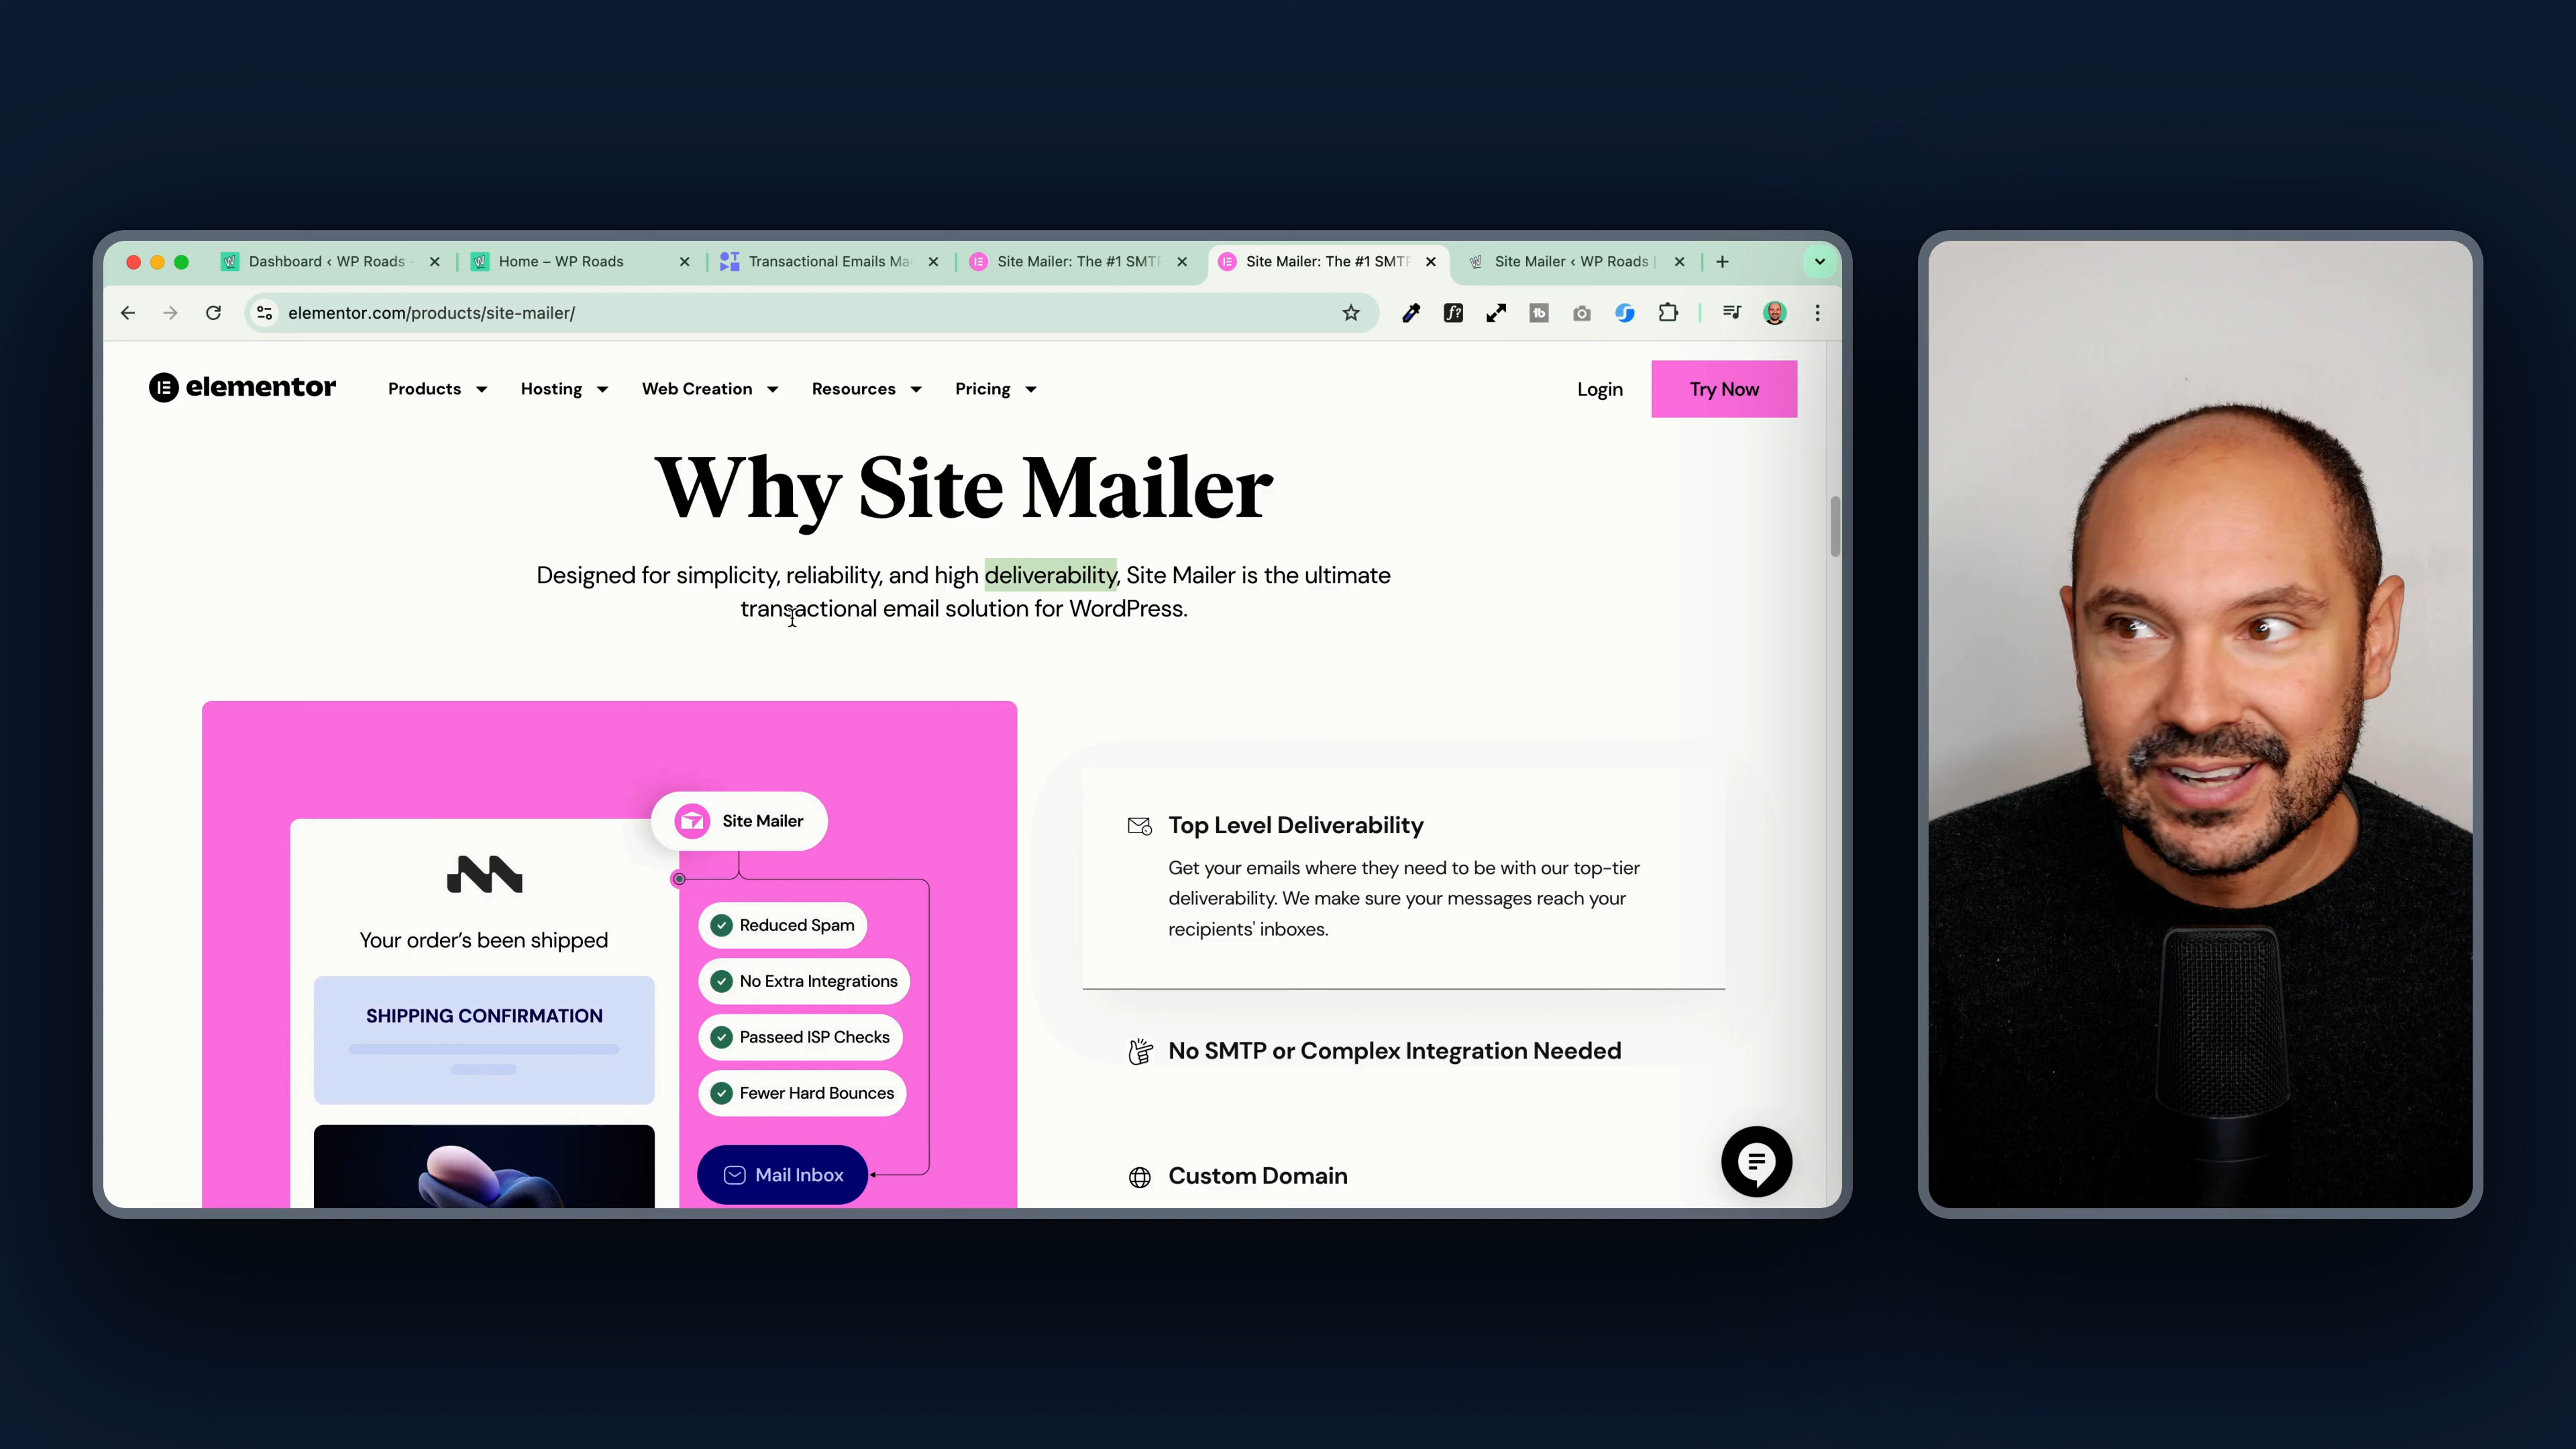 Dashboard ‹ WP Roads -
Home – WP Roads
Transactional Emails Ma
Site Mailer: The #1 SMTP
Site Mailer: The #1 SMTP
Site Mailer ‹ WP Roads |
elementor.com/products/site-mailer/
f?
tb
elementor
Products
Hosting
Web Creation
Resources
Pricing
Login
Try Now
Why Site Mailer
Designed for simplicity, reliability, and high deliverability, Site Mailer is the ultimate
transactional email solution for WordPress.
Site Mailer
Your order's been shipped
SHIPPING CONFIRMATION
Reduced Spam
No Extra Integrations
Passeed ISP Checks
Fewer Hard Bounces
Mail Inbox
Top Level Deliverability
Get your emails where they need to be with our top-tier
deliverability. We make sure your messages reach your
recipients' inboxes.
No SMTP or Complex Integration Needed
Custom Domain